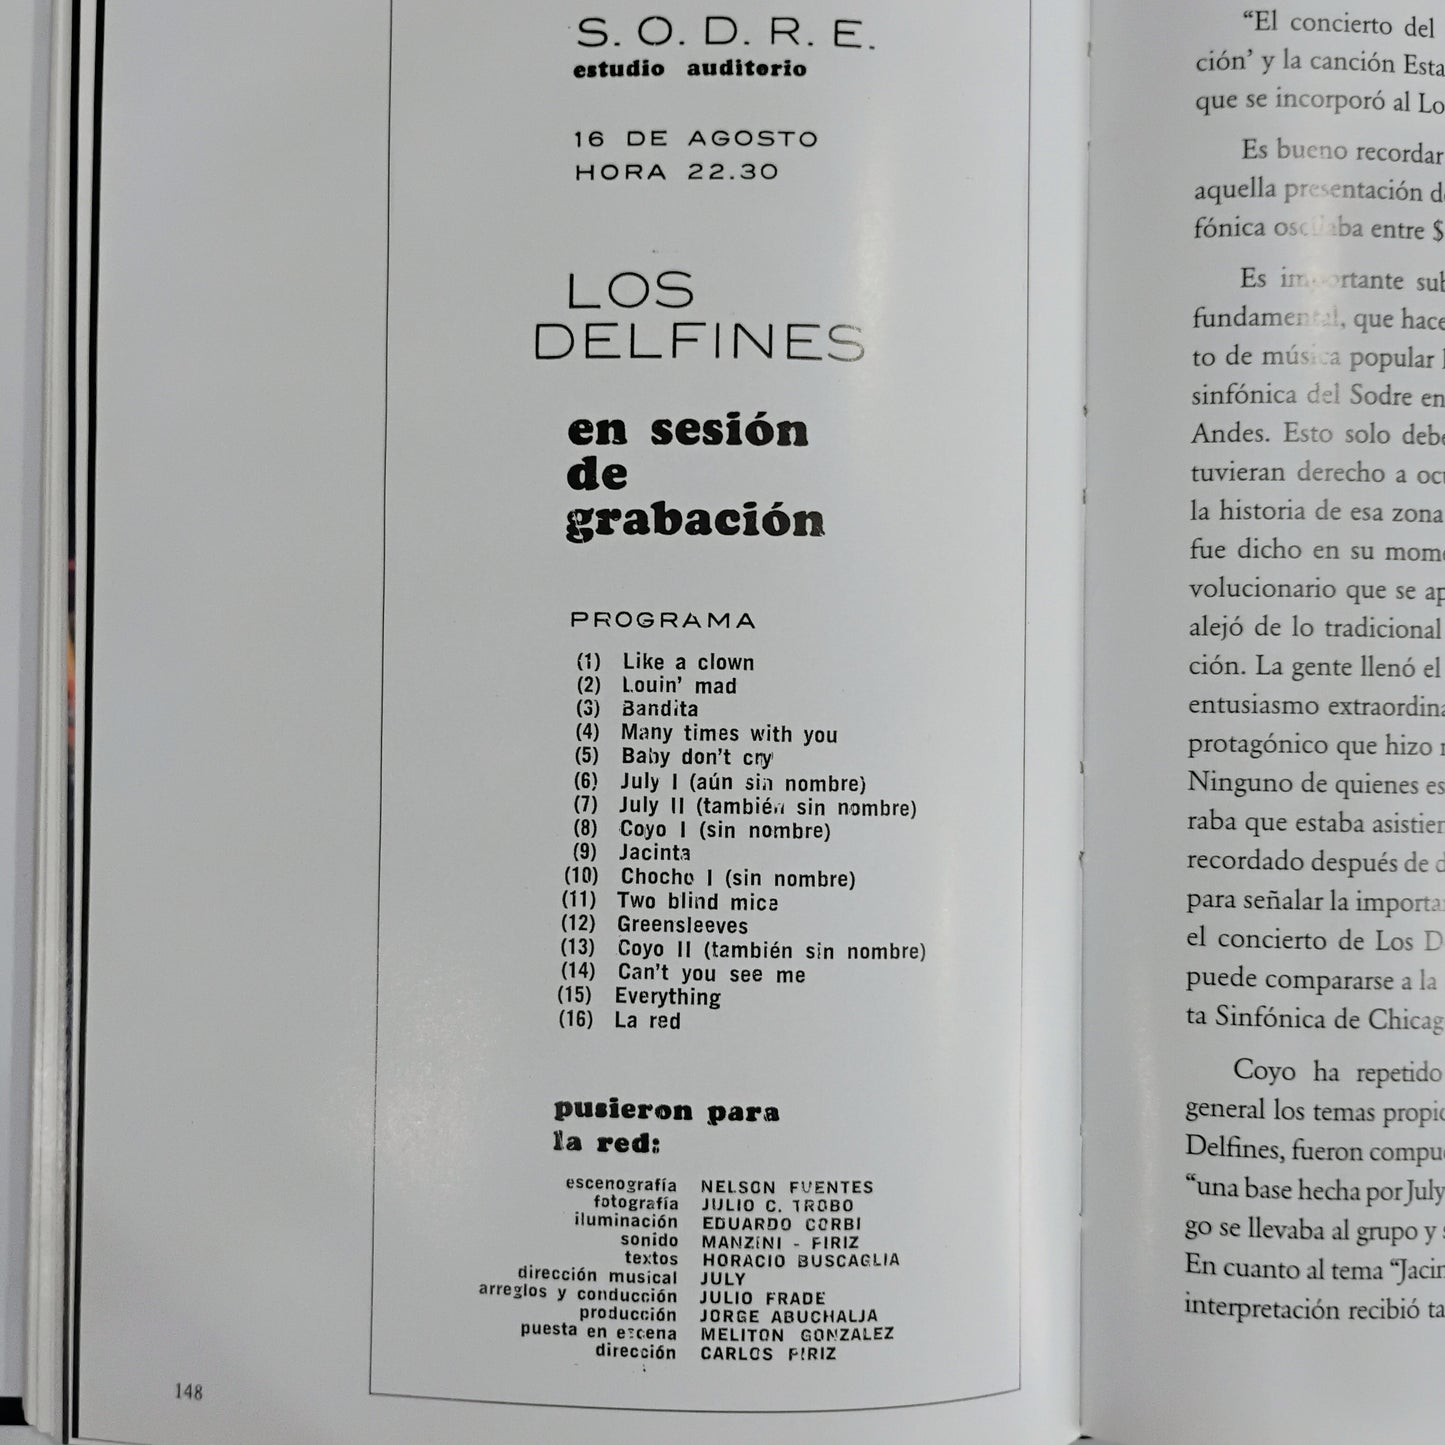 S. O. D. R. E.
estudio auditorio
16 DE AGOSTO
HORA 22.30
LOS
DELFINES
en sesión
de
grabación
PROGRAMA
(1) Like a clown
(2) Louin' mad
(3) Bandita
(4) Many times with you
(5) Baby don't cry
(6) July I (aún sin nombre)
(7) July II (también sin nombre)
(8) Coyo I (sin nombre)
(9) Jacinta
(10) Chocho I (sin nombre)
(11) Two blind mice
(12) Greensleeves
(13) Coyo II (también sin nombre)
(14) Can't you see me
(15) Everything
(16) La red
pusieron para
la red:
escenografía NELSON FUENTES
fotografía JULIO C. TROBO
iluminación EDUARDO CORBI
sonido MANZINI - PIRIZ
textos HORACIO BUSCAGLIA
dirección musical JULY
arreglos y conducción JULIO FRADE
producción JORGE ABUCHALJA
puesta en escena MELITON GONZALEZ
dirección CARLOS PIRIZ
148
“El concierto del
ción’ y la canción Esta
que se incorporó al Lo
Es bueno recordar
aquella presentación d
fónica oscilaba entre $
Es importante sub
fundamental, que hace
to de música popular
sinfónica del Sodre en
Andes. Esto solo debe
tuvieran derecho a oc
la historia de esa zona
fue dicho en su mome
volucionario que se ap
alejó de lo tradicional
ción. La gente llenó el
entusiasmo extraordina
protagónico que hizo
Ninguno de quienes es
raba que estaba asistien
recordado después de d
para señalar la importa
el concierto de Los D
puede compararse a la
ta Sinfónica de Chicag
Coyo ha repetido
general los temas propio
Delfines, fueron compu
“una base hecha por July
go se llevaba al grupo y
En cuanto al tema “Jacin
interpretación recibió ta